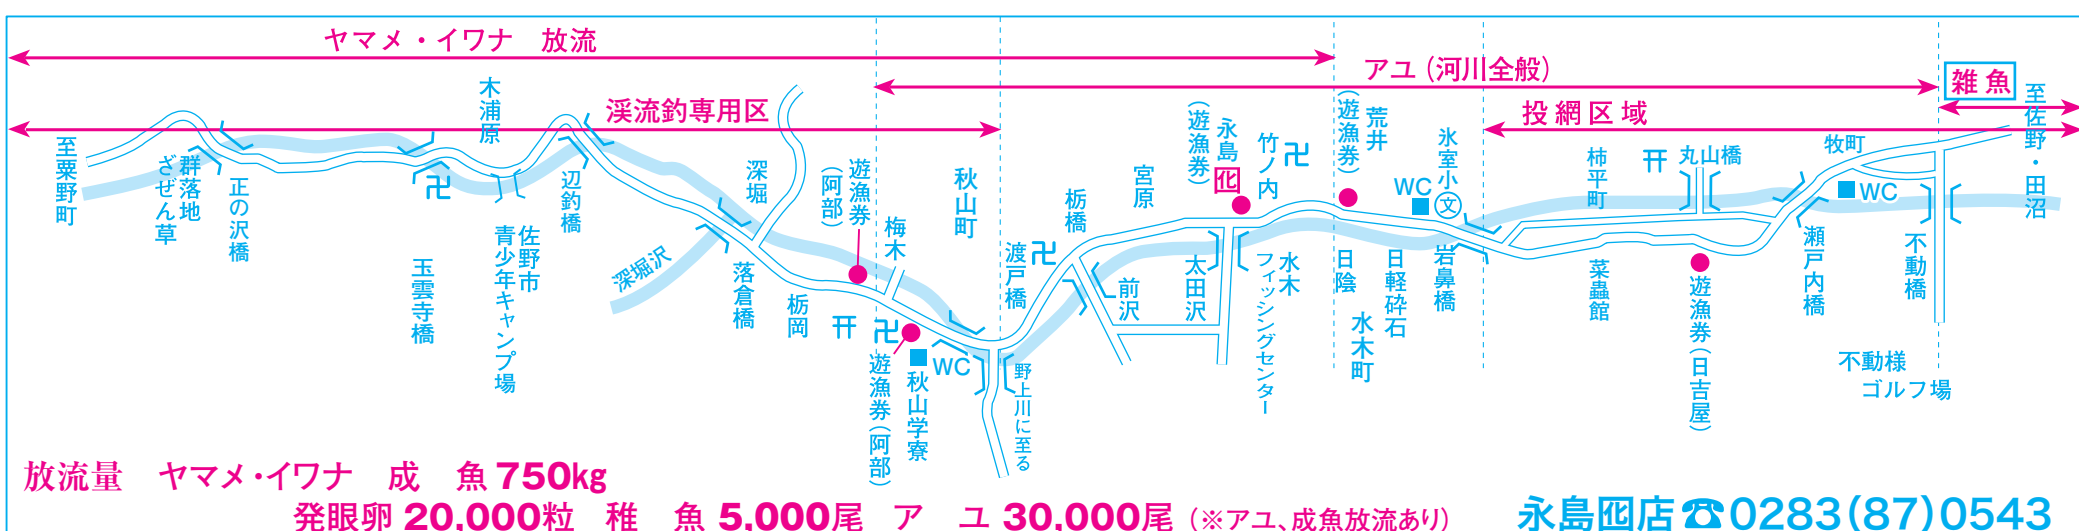 ヤマメ・イワナ 放流
アユ(河川全般)
雑魚
渓流釣専用区
投網区域
至粟野町
ざぜん草
群落地
正の沢橋
木浦原
玉雲寺橋
佐野市
青少年キャンプ場
辺釣橋
深堀沢
深堀
落倉橋
栃岡
遊漁券
(阿部)
梅木
遊漁券(阿部)
秋山学寮
WC
秋山町
渡戸橋
野上川に至る
栃橋
前沢
宮原
太田沢
永島
(遊漁券)
竹ノ内
水木
フィッシングセンター
荒井
(遊漁券)
日陰
水木町
日軽砕石
WC
氷室小
文
岩鼻橋
柿平町
菜蟲館
丸山橋
遊漁券(日吉屋)
瀬戸内橋
牧町
WC
不動橋
不動様
ゴルフ場
至佐野・田沼
放流量 ヤマメ・イワナ 成 魚 750kg
発眼卵 20,000粒 稚 魚 5,000尾 ア ユ 30,000尾 (※アユ、成魚放流あり)
永島店☎0283(87)0543